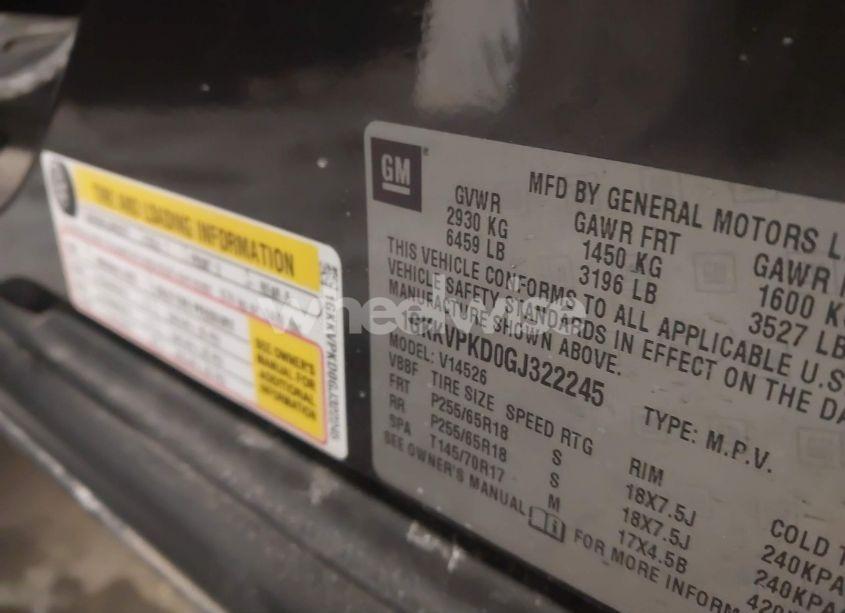 TIRE AND LOADING INFORMATION
SEE OWNER'S
MANUAL FOR
ADDITIONAL
INFORMATION
1GKKVPKD0GJ322245
GM
MFD BY GENERAL MOTORS L
GVWR GAWR FRT GAWR
2930 KG 1450 KG 1600 K
6459 LB 3196 LB 3527 LB
THIS VEHICLE CONFORMS TO ALL APPLICABLE U.S
VEHICLE SAFETY STANDARDS IN EFFECT ON THE DA
MANUFACTURE SHOWN ABOVE.
1GKKVPKD0GJ322245 TYPE: M.P.V.
MODEL: V14526
VBBF TIRE SIZE SPEED RTG RIM COLD
FRT P255/65R18 S 18X7.5J 240KPA
RR P255/65R18 S 18X7.5J 240KPA
SPA T145/70R17 M 17X4.5B 420
SEE OWNER'S MANUAL FOR MORE INFORM